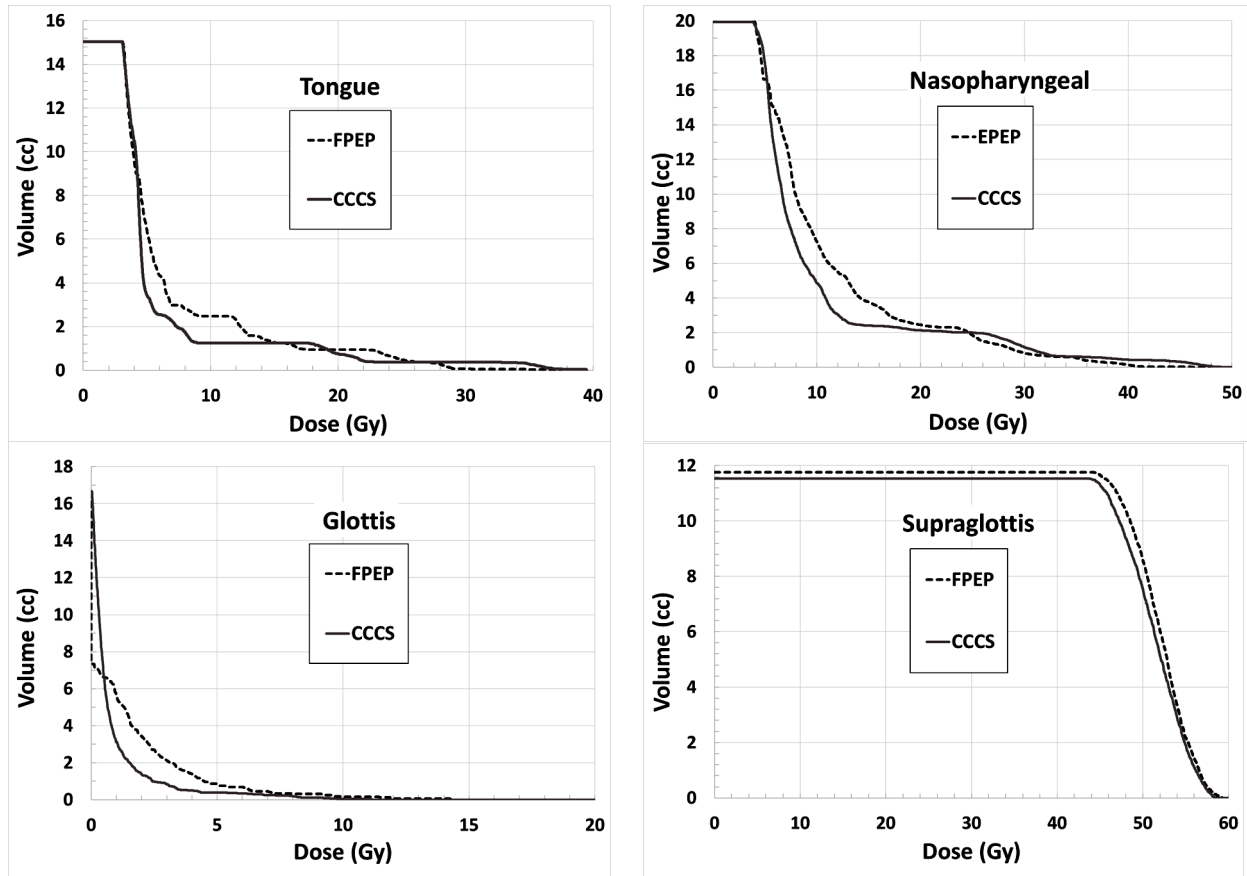 16
14
12
10
8
6
4
2
0
Volume (cc)
Tongue
FPEP
CCCS
0 10 20 30 40
Dose (Gy)
20
18
16
14
12
10
8
6
4
2
0
Volume (cc)
Nasopharyngeal
EPEP
CCCS
0 10 20 30 40 50
Dose (Gy)
18
16
14
12
10
8
6
4
2
0
Volume (cc)
Glottis
FPEP
CCCS
0 5 10 15 20
Dose (Gy)
12
10
8
6
4
2
0
Volume (cc)
Supraglottis
FPEP
CCCS
0 10 20 30 40 50 60
Dose (Gy)